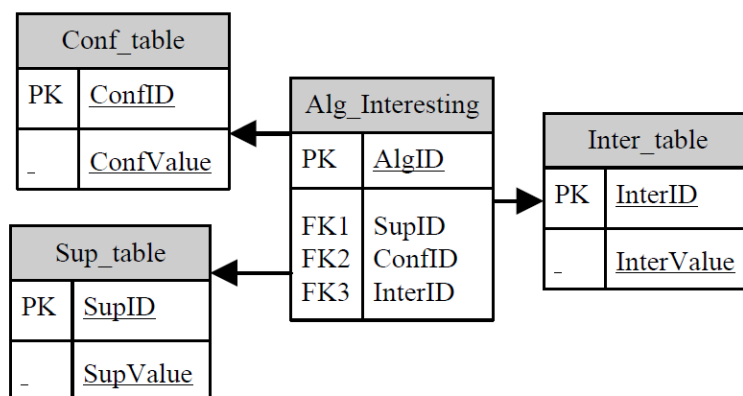 Conf_table
PK ConfID
_ ConfValue
Alg_Interesting
PK AlgID
FK1 SupID
FK2 ConfID
FK3 InterID
Inter_table
PK InterID
_ InterValue
Sup_table
PK SupID
_ SupValue